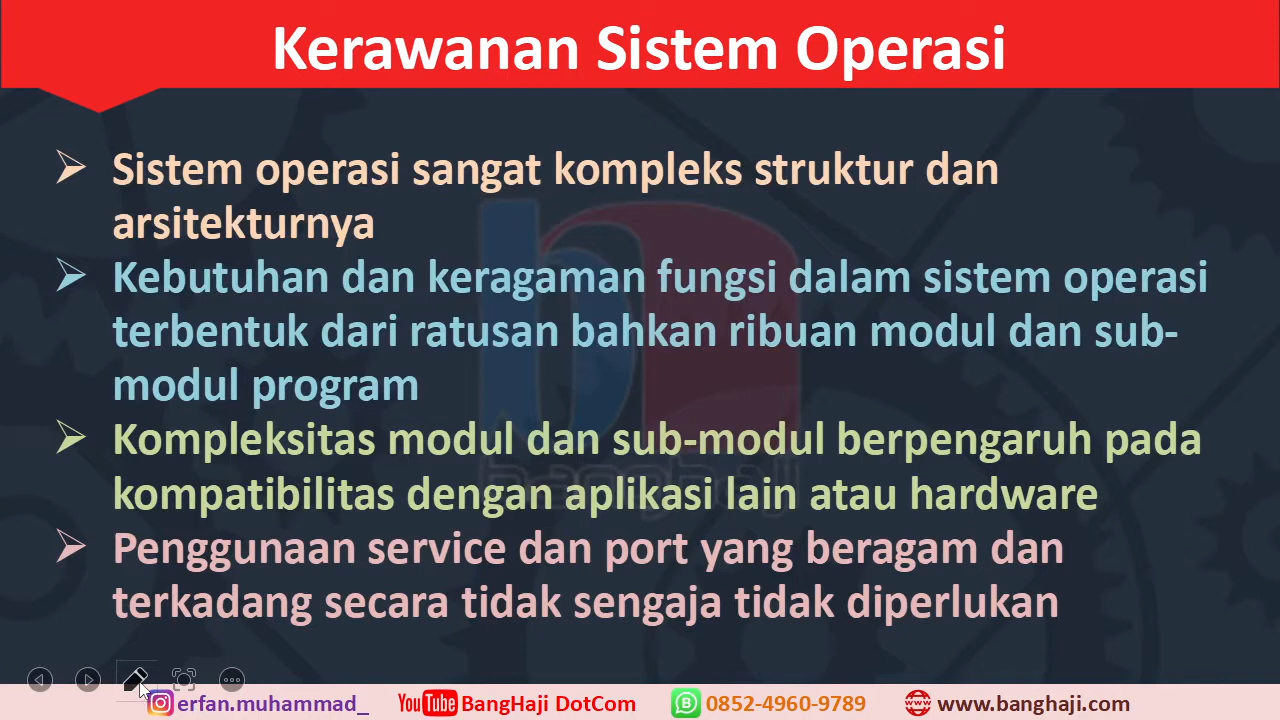 Kerawanan Sistem Operasi
Sistem operasi sangat kompleks struktur dan
arsitekturnya
Kebutuhan dan keragaman fungsi dalam sistem operasi
terbentuk dari ratusan bahkan ribuan modul dan sub-
modul program
Kompleksitas modul dan sub-modul berpengaruh pada
kompatibilitas dengan aplikasi lain atau hardware
Penggunaan service dan port yang beragam dan
terkadang secara tidak sengaja tidak diperlukan
banghaji
erfan.muhammad_ YouTube BangHaji DotCom 0852-4960-9789 www.banghaji.com